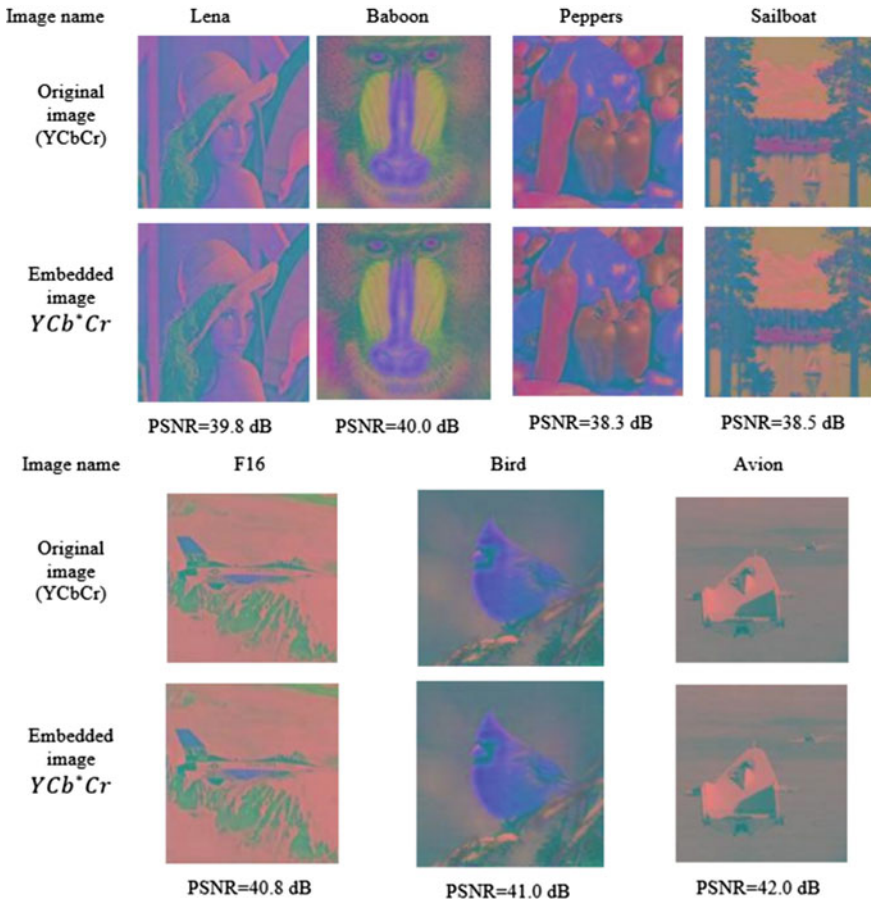 Image name Lena Baboon Peppers Sailboat
Original
image
(YCbCr)
Embedded
image
YCb*Cr
PSNR=39.8 dB PSNR=40.0 dB PSNR=38.3 dB PSNR=38.5 dB
Image name F16 Bird Avion
Original
image
(YCbCr)
Embedded
image
YCb*Cr
PSNR=40.8 dB PSNR=41.0 dB PSNR=42.0 dB